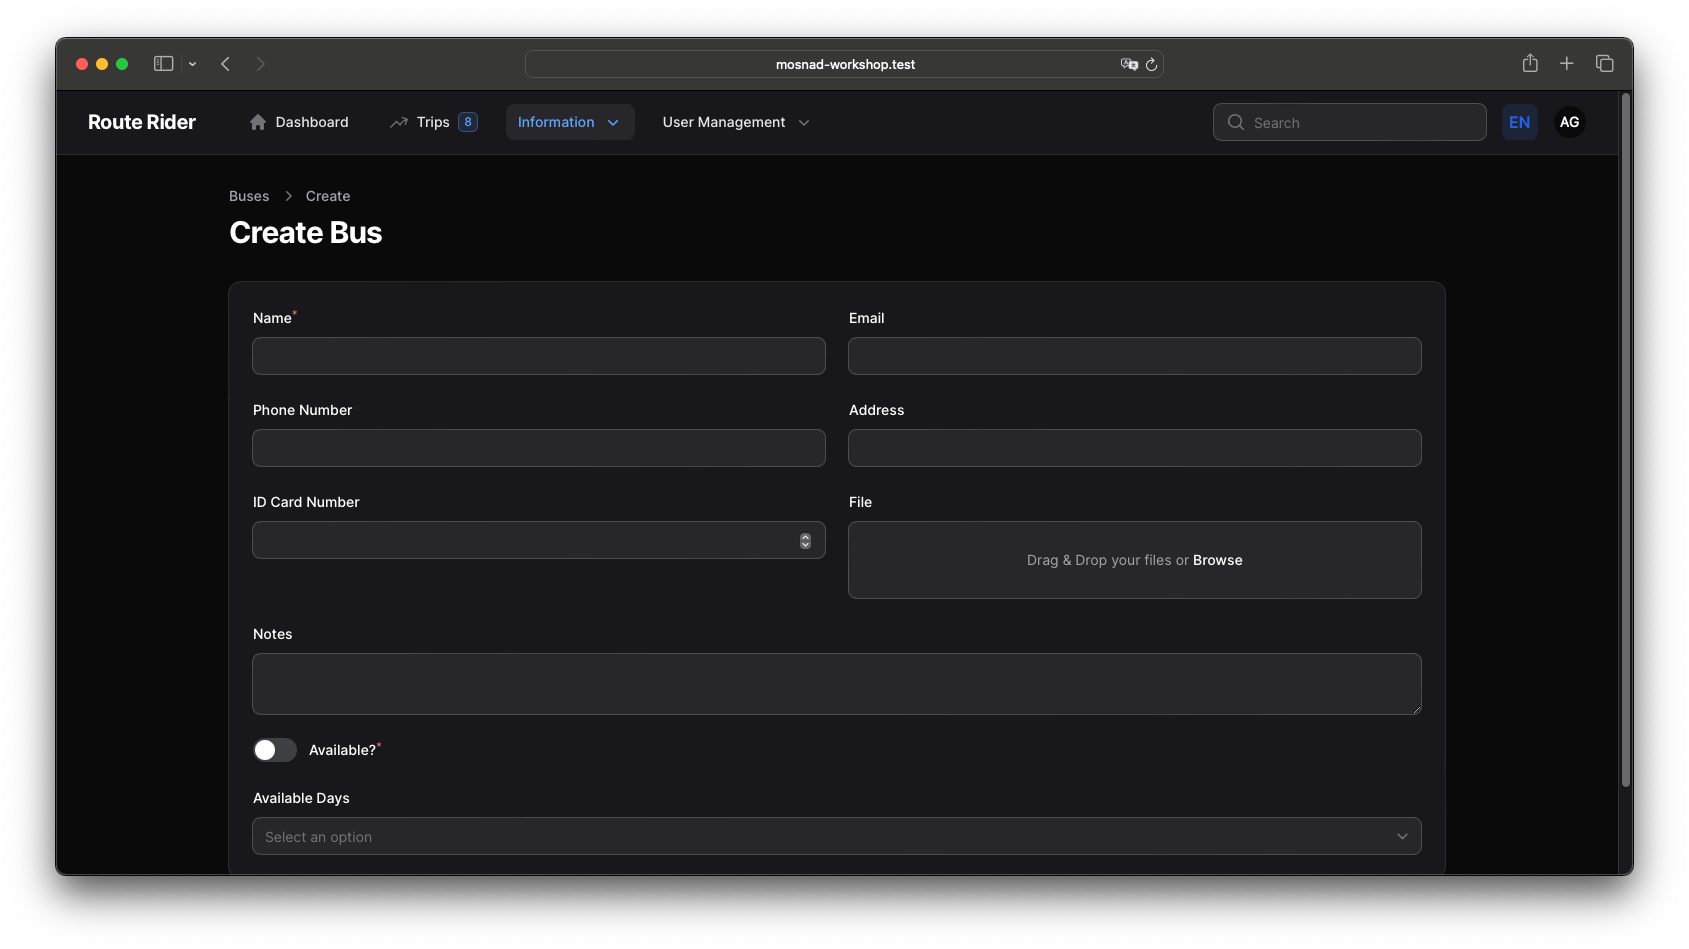 mosnad-workshop.test
Route Rider Dashboard Trips 8 Information User Management Search EN AG
Buses Create
Create Bus
Name* Email
Phone Number Address
ID Card Number File
Drag & Drop your files or Browse
Notes
Available?*
Available Days
Select an option